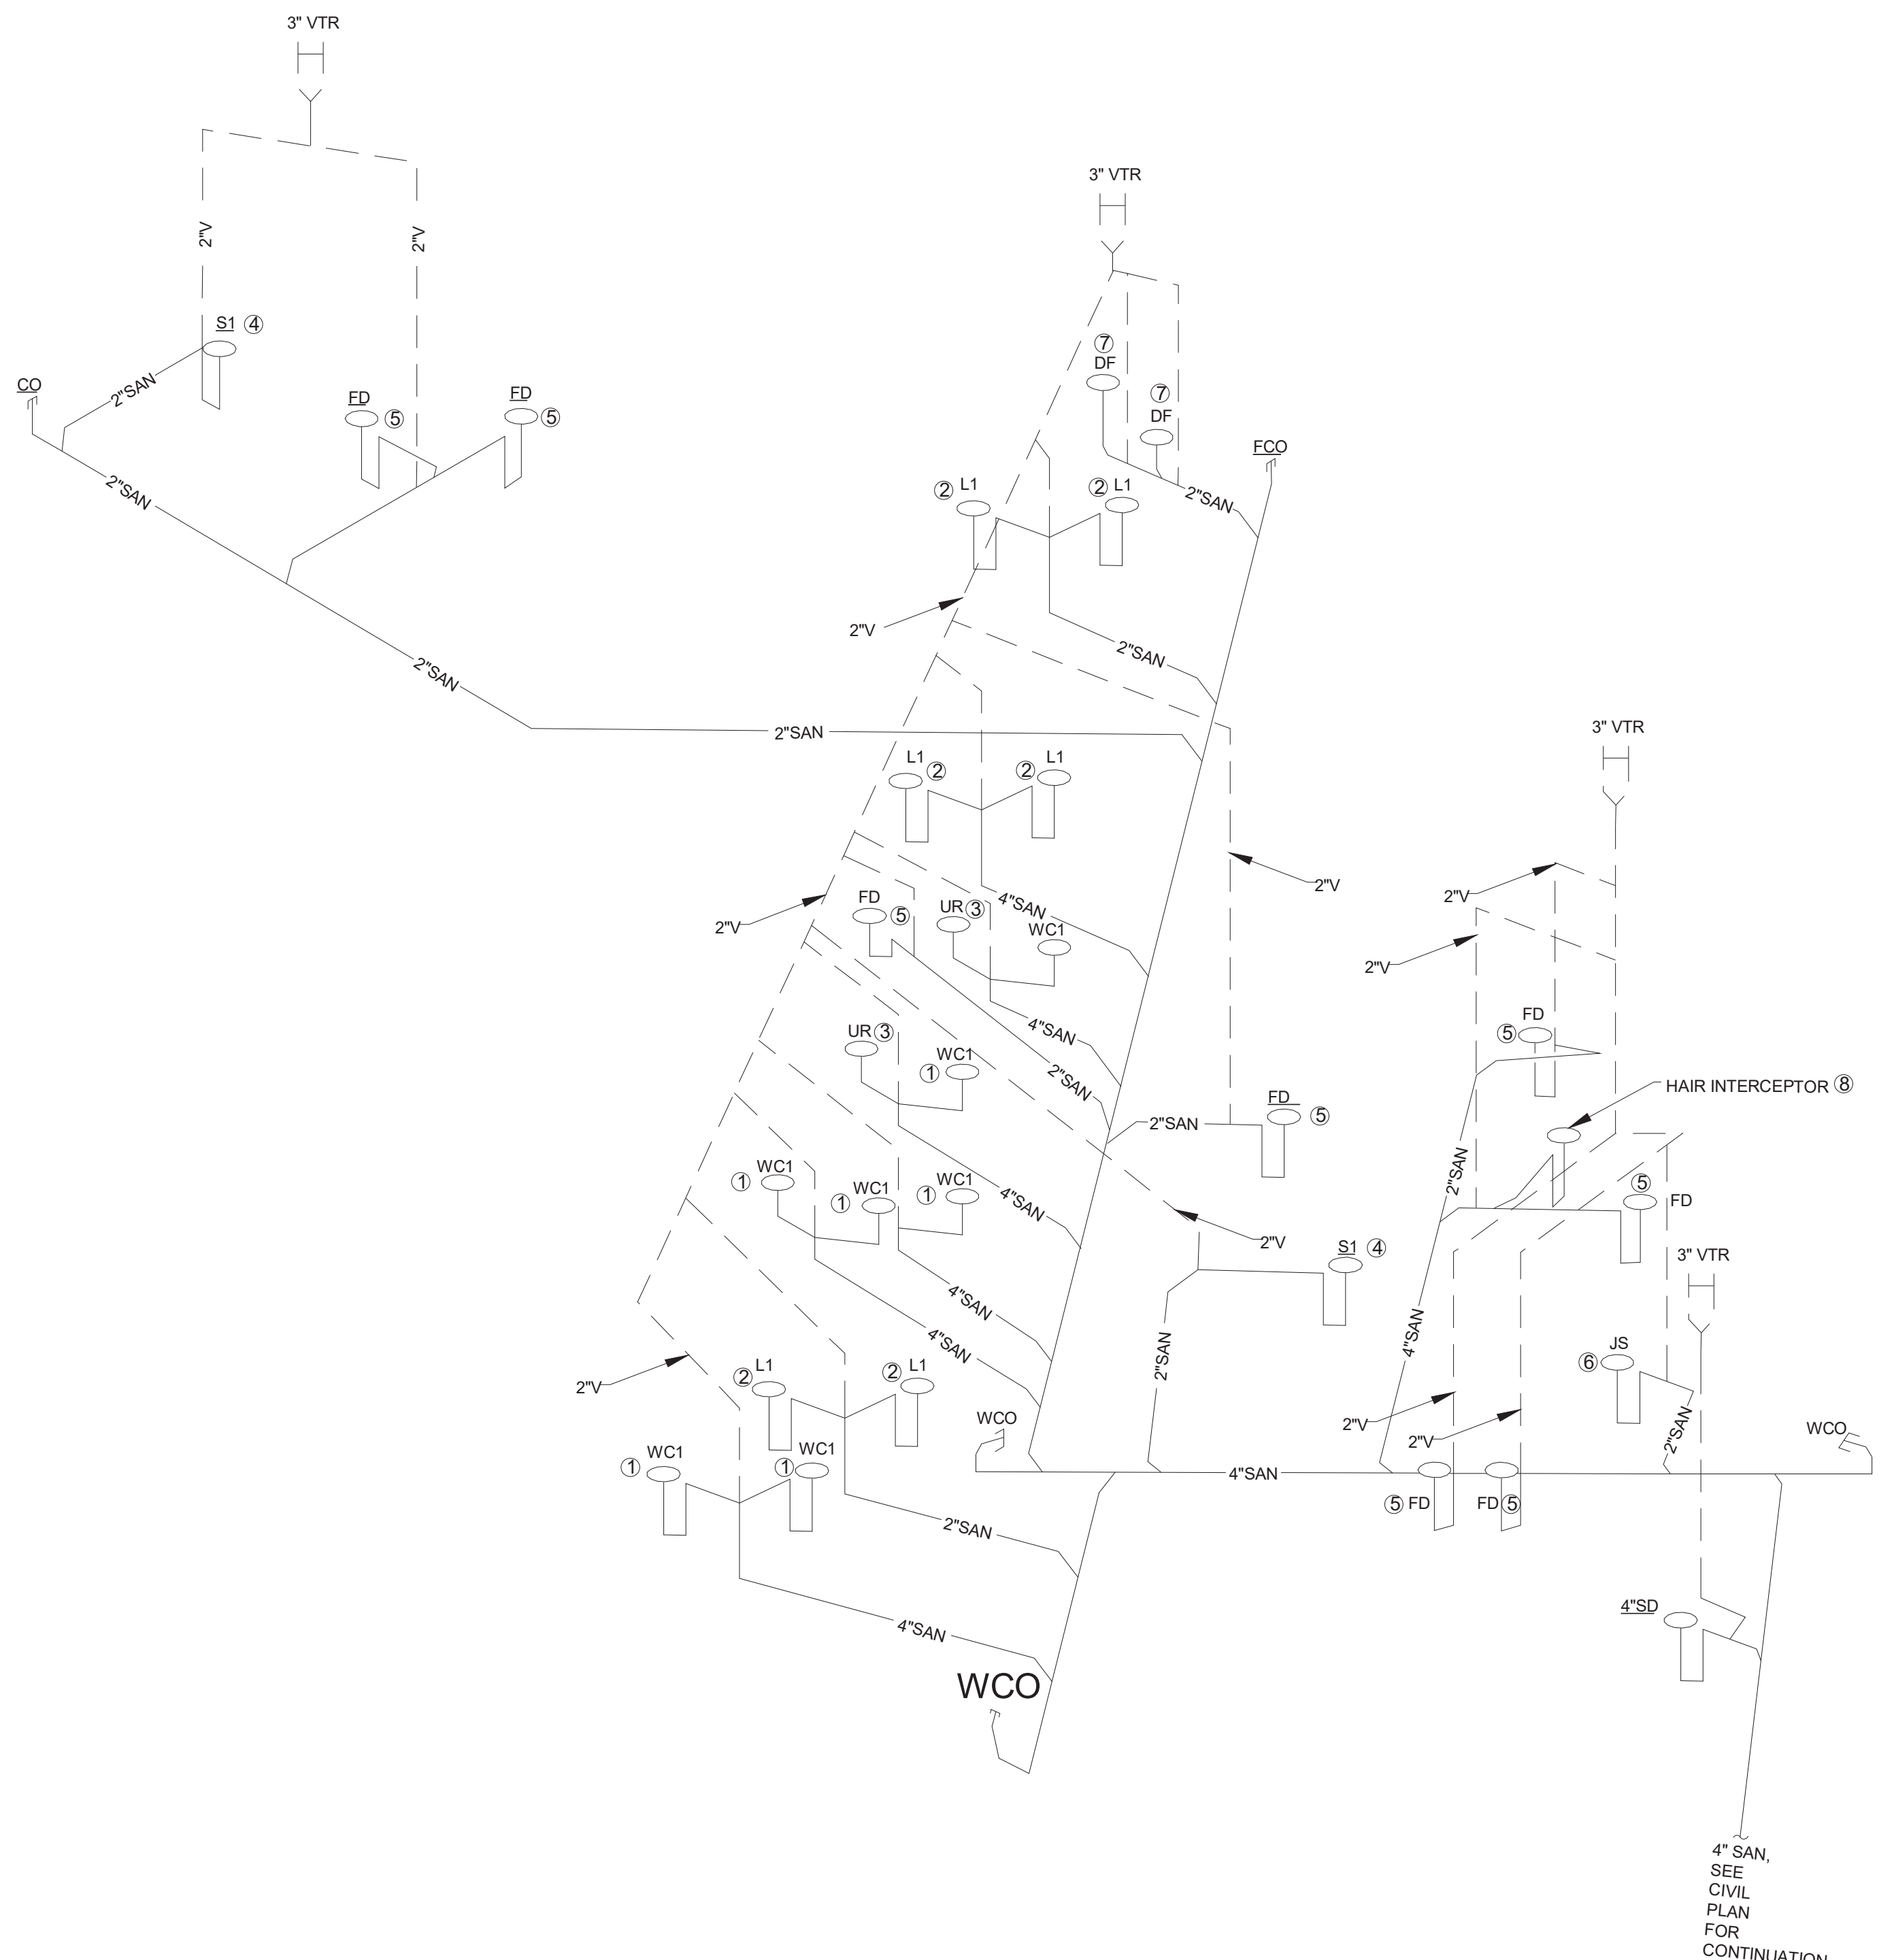 3" VTR
3" VTR
2"V
2"V
S1 ④
CO
2"SAN
FD ⑤
FD ⑤
2"SAN
⑦
DF
⑦
DF
FCO
② L1
② L1
2"SAN
2"V
2"SAN
2"SAN
2"SAN
3" VTR
L1 ②
② L1
2"V
2"V
FD ⑤
UR ③
4"SAN
WC1
2"V
2"V
FD
⑤
4"SAN
UR ③
WC1
①
2"SAN
HAIR INTERCEPTOR ⑧
FD ⑤
2"SAN
WC1
①
WC1
①
WC1
①
4"SAN
2"SAN
⑤
FD
2"V
S1 ④
3" VTR
4"SAN
4"SAN
2"SAN
4"SAN
JS
⑥
2"V
② L1
② L1
WCO
2"V
2"V
2"SAN
WCO
WC1
①
WC1
①
4"SAN
⑤ FD
FD ⑤
2"SAN
4"SAN
4"SD
WCO
4" SAN,
SEE
CIVIL
PLAN
FOR
CONTINUATION